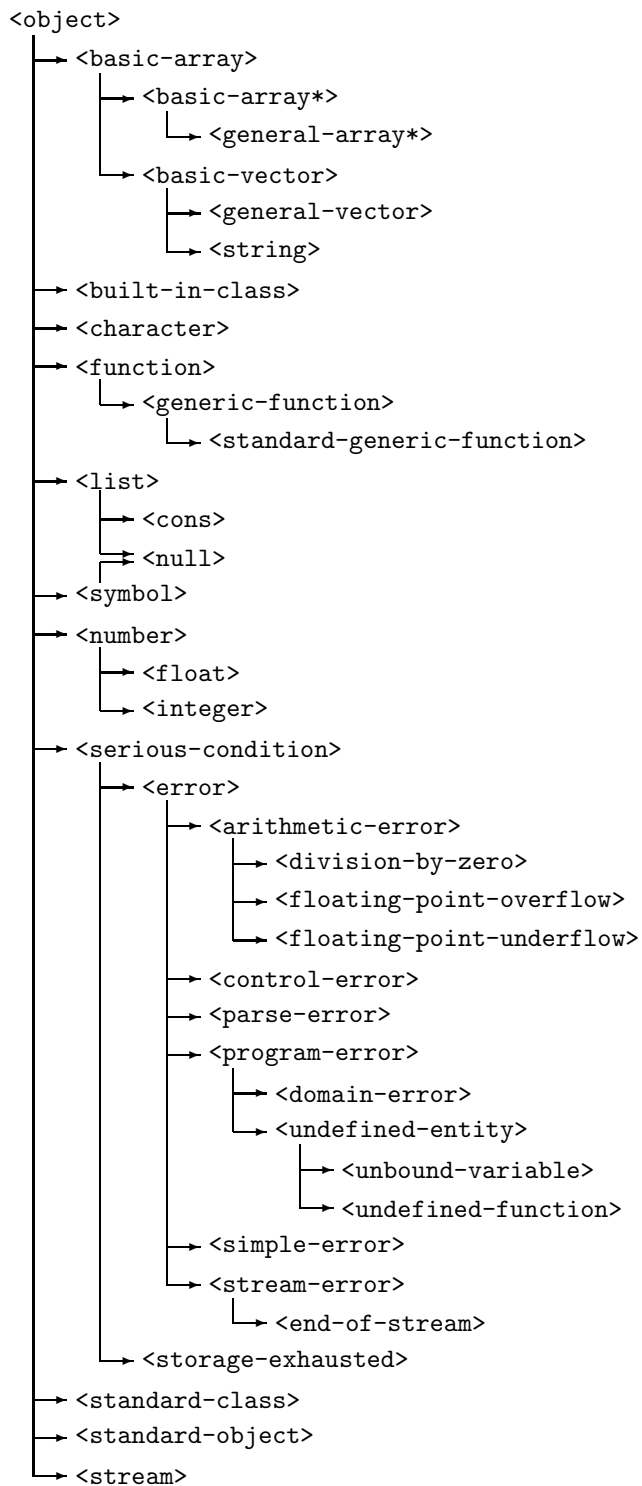 <object>
<basic-array>
<basic-array*>
<general-array*>
<basic-vector>
<general-vector>
<string>
<built-in-class>
<character>
<function>
<generic-function>
<standard-generic-function>
<list>
<cons>
<null>
<symbol>
<number>
<float>
<integer>
<serious-condition>
<error>
<arithmetic-error>
<division-by-zero>
<floating-point-overflow>
<floating-point-underflow>
<control-error>
<parse-error>
<program-error>
<domain-error>
<undefined-entity>
<unbound-variable>
<undefined-function>
<simple-error>
<stream-error>
<end-of-stream>
<storage-exhausted>
<standard-class>
<standard-object>
<stream>